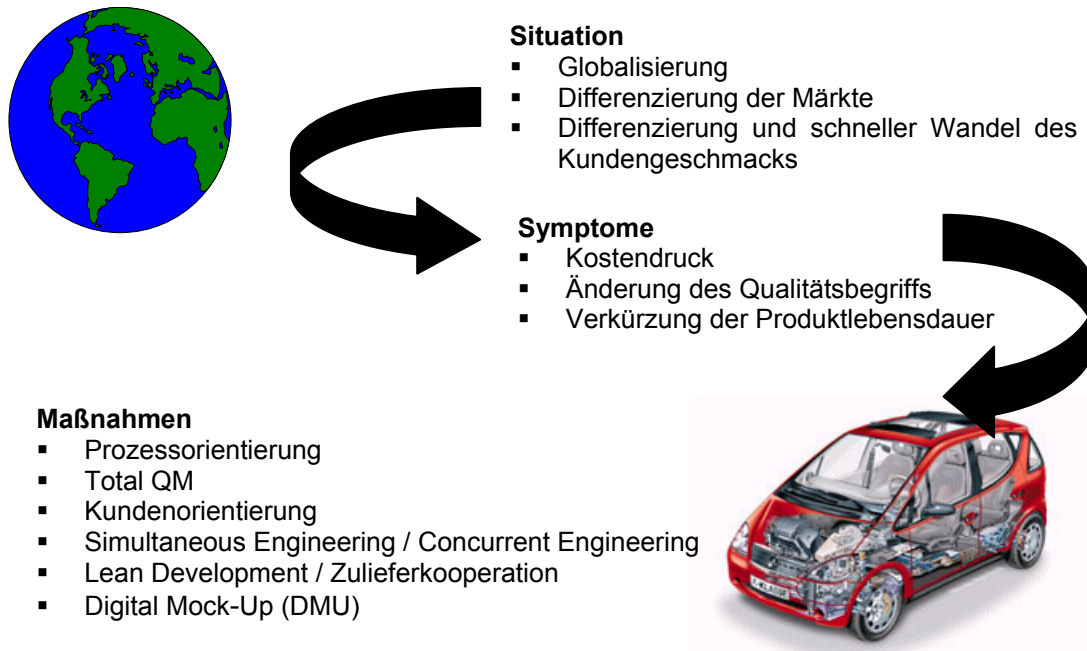 Situation
▪ Globalisierung
▪ Differenzierung der Märkte
▪ Differenzierung und schneller Wandel des
Kundengeschmacks
Symptome
▪ Kostendruck
▪ Änderung des Qualitätsbegriffs
▪ Verkürzung der Produktlebensdauer
Maßnahmen
▪ Prozessorientierung
▪ Total QM
▪ Kundenorientierung
▪ Simultaneous Engineering / Concurrent Engineering
▪ Lean Development / Zulieferkooperation
▪ Digital Mock-Up (DMU)